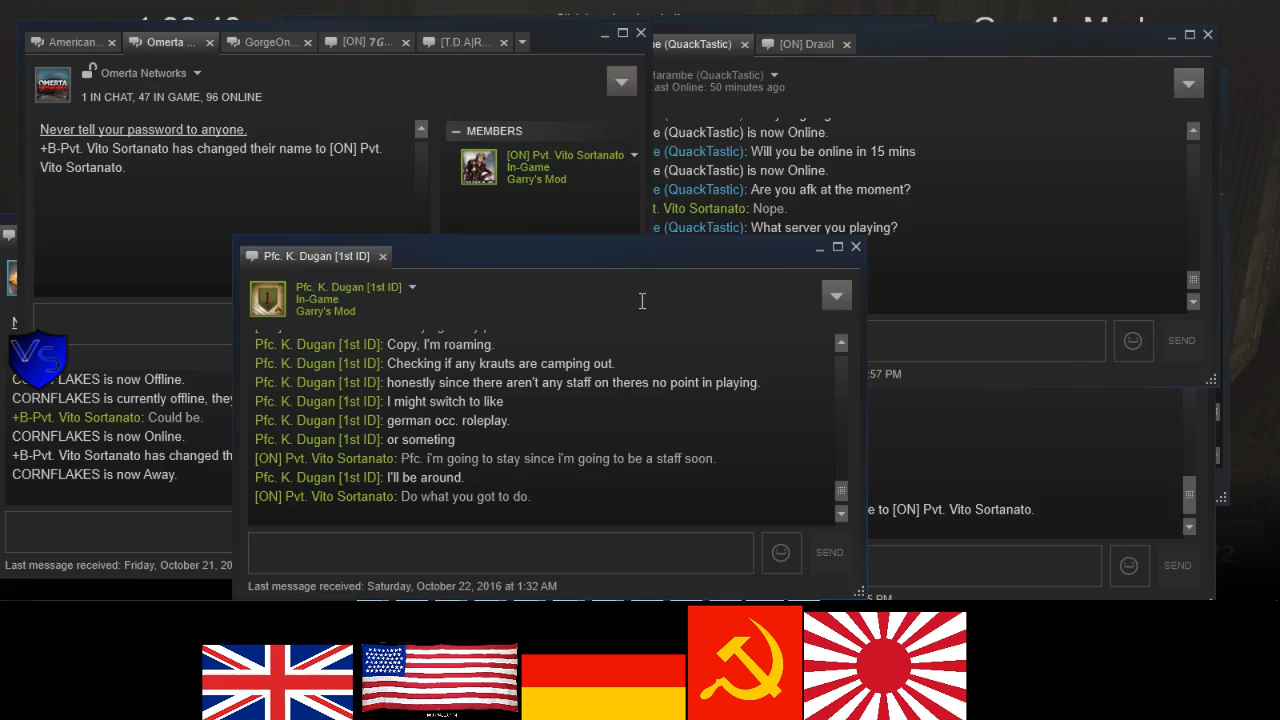 American...
Omerta ...
GorgeOn...
[ON] 7G...
[T.D.A|R...
Omerta Networks
1 IN CHAT, 47 IN GAME, 96 ONLINE
Never tell your password to anyone.
+B-Pvt. Vito Sortanato has changed their name to [ON] Pvt.
Vito Sortanato.
MEMBERS
[ON] Pvt. Vito Sortanato
In-Game
Garry's Mod
be (QuackTastic)
[ON] Draxil
Harambe (QuackTastic)
Last Online: 50 minutes ago
e (QuackTastic) is now Online.
e (QuackTastic): Will you be online in 15 mins
e (QuackTastic) is now Online.
e (QuackTastic): Are you afk at the moment?
t. Vito Sortanato: Nope.
e (QuackTastic): What server you playing?
SEND
:57 PM
Pfc. K. Dugan [1st ID]
Pfc. K. Dugan [1st ID]
In-Game
Garry's Mod
Pfc. K. Dugan [1st ID]: Copy, I'm roaming.
Pfc. K. Dugan [1st ID]: Checking if any krauts are camping out.
Pfc. K. Dugan [1st ID]: honestly since there aren't any staff on theres no point in playing.
Pfc. K. Dugan [1st ID]: I might switch to like
Pfc. K. Dugan [1st ID]: german occ. roleplay.
Pfc. K. Dugan [1st ID]: or someting
[ON] Pvt. Vito Sortanato: Pfc. i'm going to stay since i'm going to be a staff soon.
Pfc. K. Dugan [1st ID]: I'll be around.
[ON] Pvt. Vito Sortanato: Do what you got to do.
SEND
Last message received: Saturday, October 22, 2016 at 1:32 AM
VS
CORNFLAKES is now Offline.
CORNFLAKES is currently offline, they
+B-Pvt. Vito Sortanato: Could be.
CORNFLAKES is now Online.
+B-Pvt. Vito Sortanato has changed th
CORNFLAKES is now Away.
Last message received: Friday, October 21, 20
e to [ON] Pvt. Vito Sortanato.
SEND
5 PM